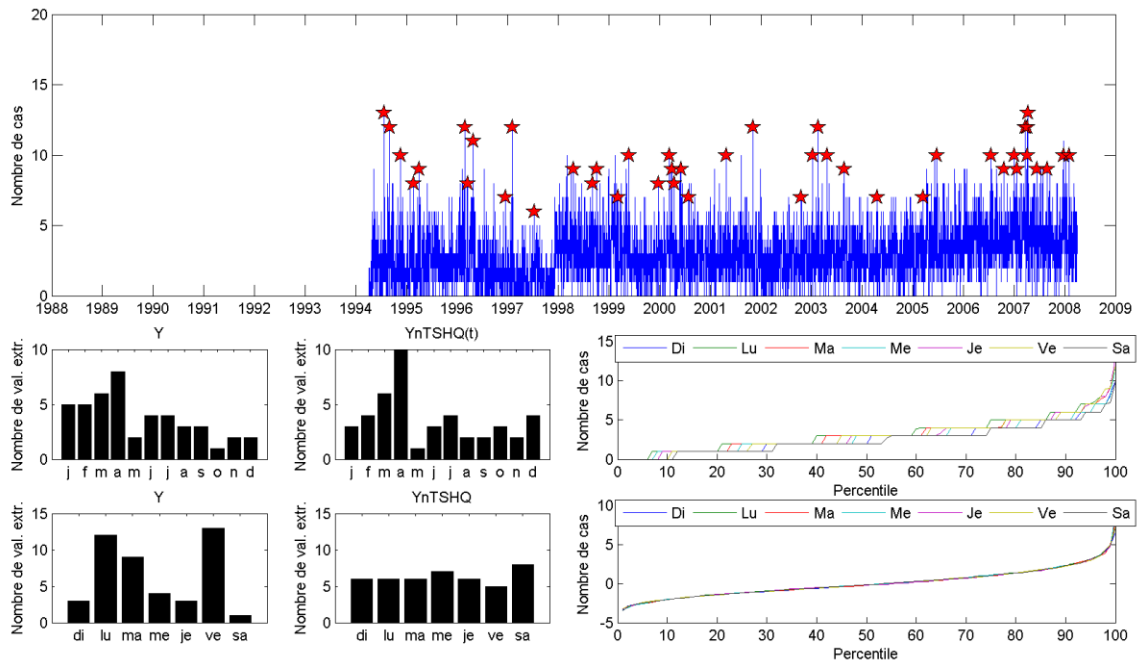 20
15
10
5
0
Nombre de cas
1988 1989 1990 1991 1992 1993 1994 1995 1996 1997 1998 1999 2000 2001 2002 2003 2004 2005 2006 2007 2008 2009
Y
10
5
0
Nombre de val. extr.
j f m a m j j a s o n d
YnTSHQ(t)
10
5
0
Nombre de val. extr.
j f m a m j j a s o n d
15
10
5
0
Nombre de cas
Di Lu Ma Me Je Ve Sa
0 10 20 30 40 50 60 70 80 90 100
Percentile
Y
15
10
5
0
Nombre de val. extr.
di lu ma me je ve sa
YnTSHQ
15
10
5
0
Nombre de val. extr.
di lu ma me je ve sa
10
5
0
-5
Nombre de cas
Di Lu Ma Me Je Ve Sa
0 10 20 30 40 50 60 70 80 90 100
Percentile